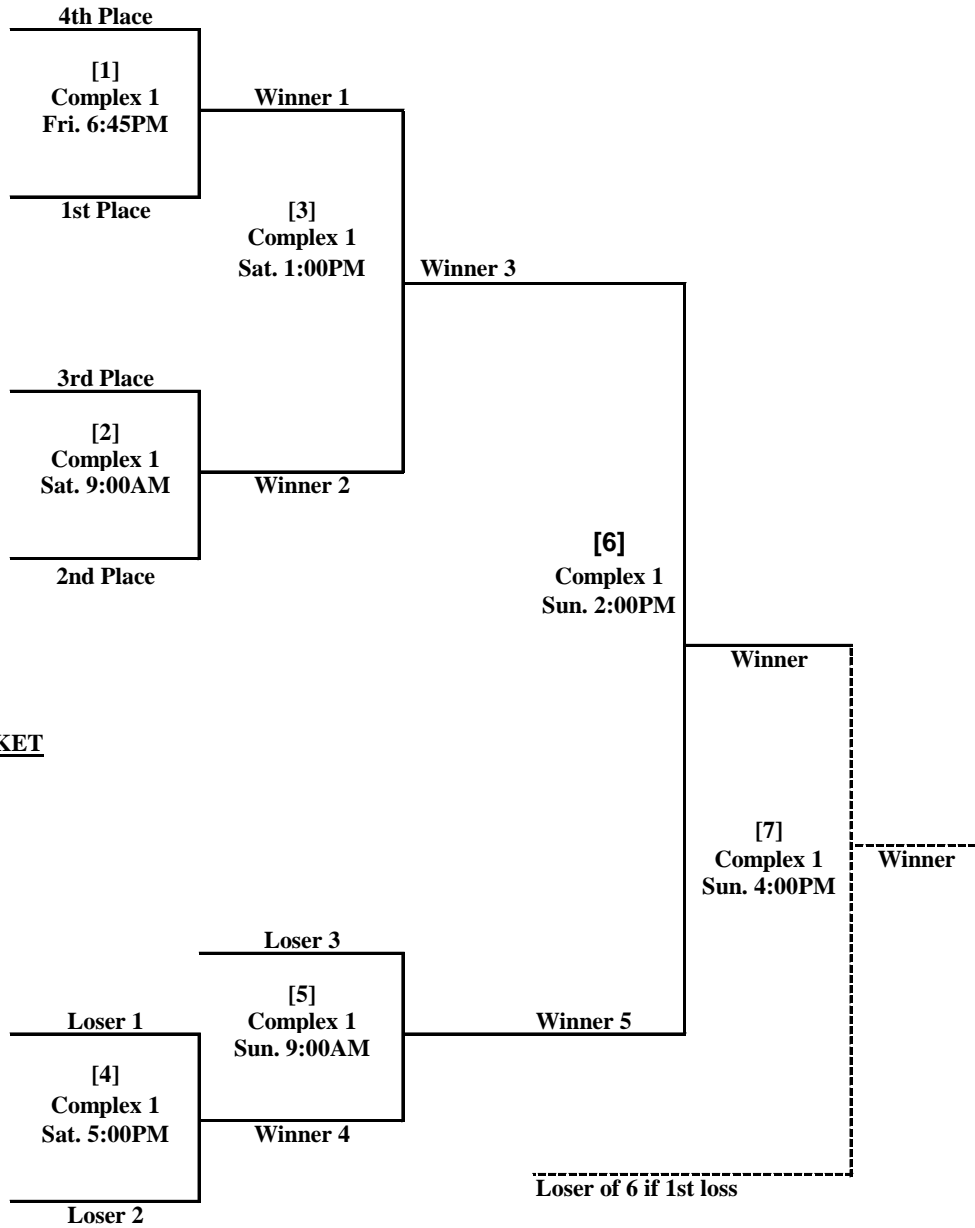 4th Place
[1]
Complex 1
Fri. 6:45PM
Winner 1
1st Place
[3]
Complex 1
Sat. 1:00PM
Winner 3
3rd Place
[2]
Complex 1
Sat. 9:00AM
Winner 2
2nd Place
[6]
Complex 1
Sun. 2:00PM
Winner
KET
[7]
Complex 1
Sun. 4:00PM
Winner
Loser 3
[5]
Complex 1
Sun. 9:00AM
Loser 1
Winner 5
[4]
Complex 1
Sat. 5:00PM
Winner 4
Loser of 6 if 1st loss
Loser 2